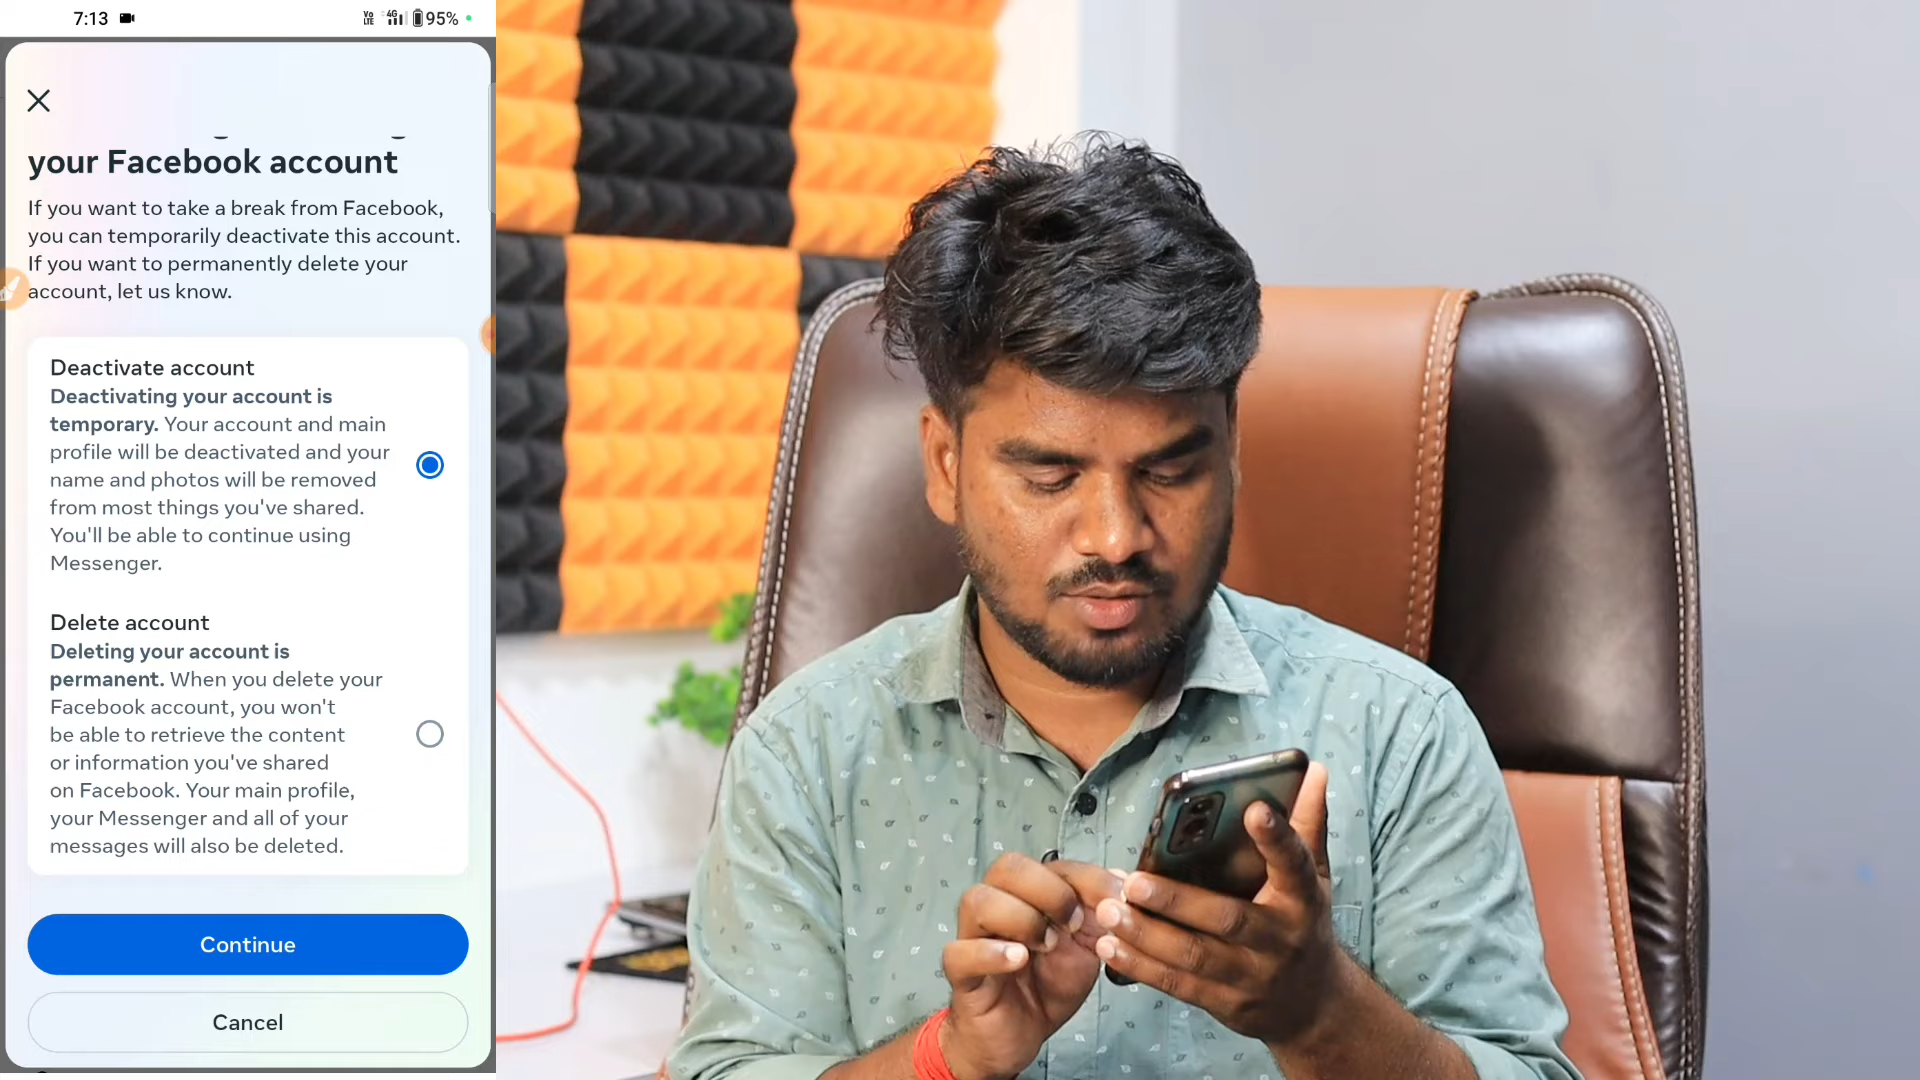 7:13
Vo LTE 4G 95%
your Facebook account
If you want to take a break from Facebook,
you can temporarily deactivate this account.
If you want to permanently delete your
account, let us know.
Deactivate account
Deactivating your account is
temporary. Your account and main
profile will be deactivated and your
name and photos will be removed
from most things you've shared.
You'll be able to continue using
Messenger.
Delete account
Deleting your account is
permanent. When you delete your
Facebook account, you won't
be able to retrieve the content
or information you've shared
on Facebook. Your main profile,
your Messenger and all of your
messages will also be deleted.
Continue
Cancel